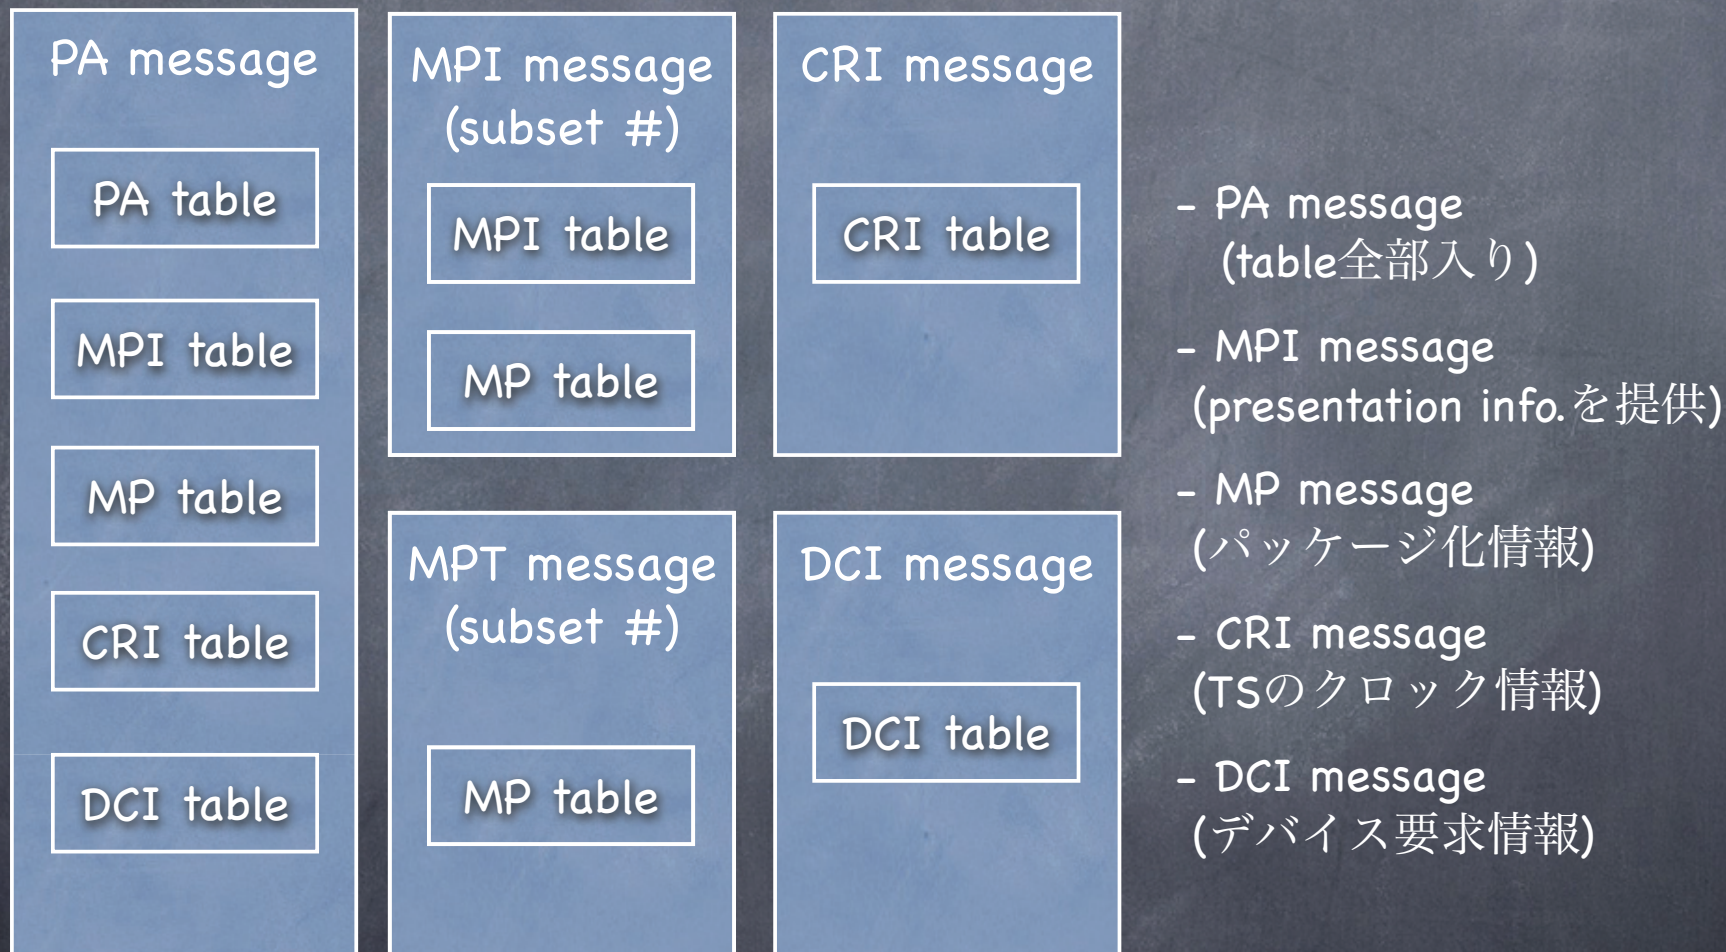 PA message
PA table
MPI table
MP table
CRI table
DCI table
MPI message
(subset #)
MPI table
MP table
CRI message
CRI table
MPT message
(subset #)
MP table
DCI message
DCI table
- PA message
(table全部入り)
- MPI message
(presentation info.を提供)
- MP message
(パッケージ化情報)
- CRI message
(TSのクロック情報)
- DCI message
(デバイス要求情報)